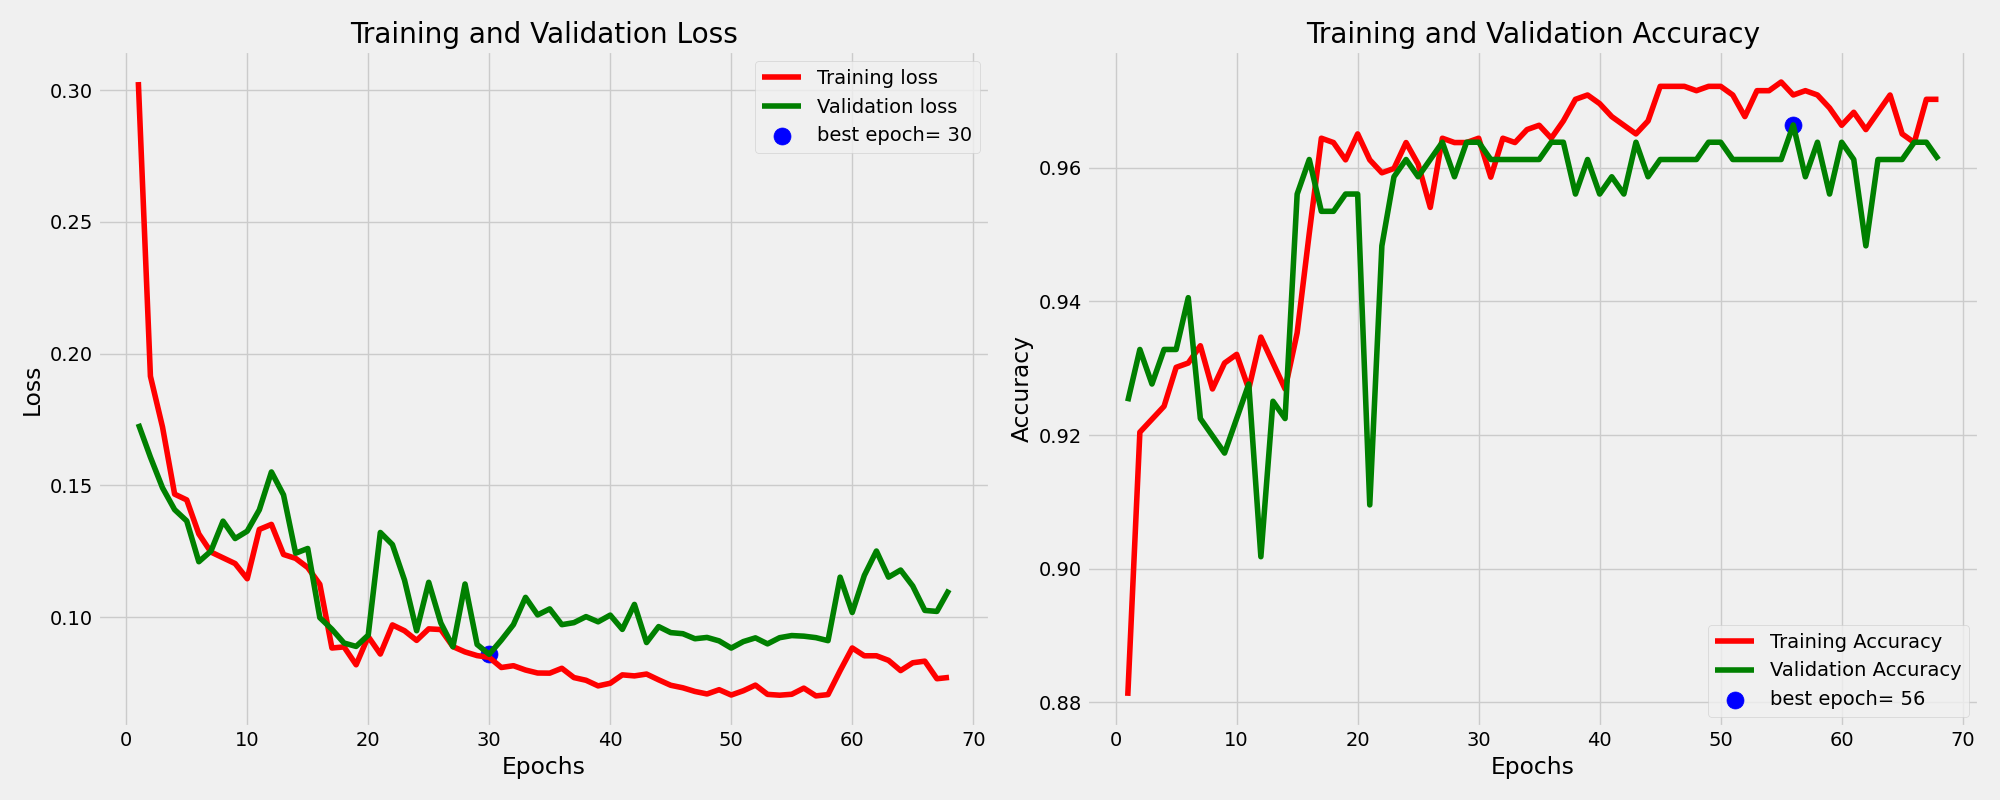 Training and Validation Loss
Training loss
Validation loss
best epoch= 30
0.30
0.25
0.20
0.15
0.10
Loss
0 10 20 30 40 50 60 70
Epochs
Training and Validation Accuracy
0.96
0.94
0.92
0.90
0.88
Accuracy
Training Accuracy
Validation Accuracy
best epoch= 56
0 10 20 30 40 50 60 70
Epochs